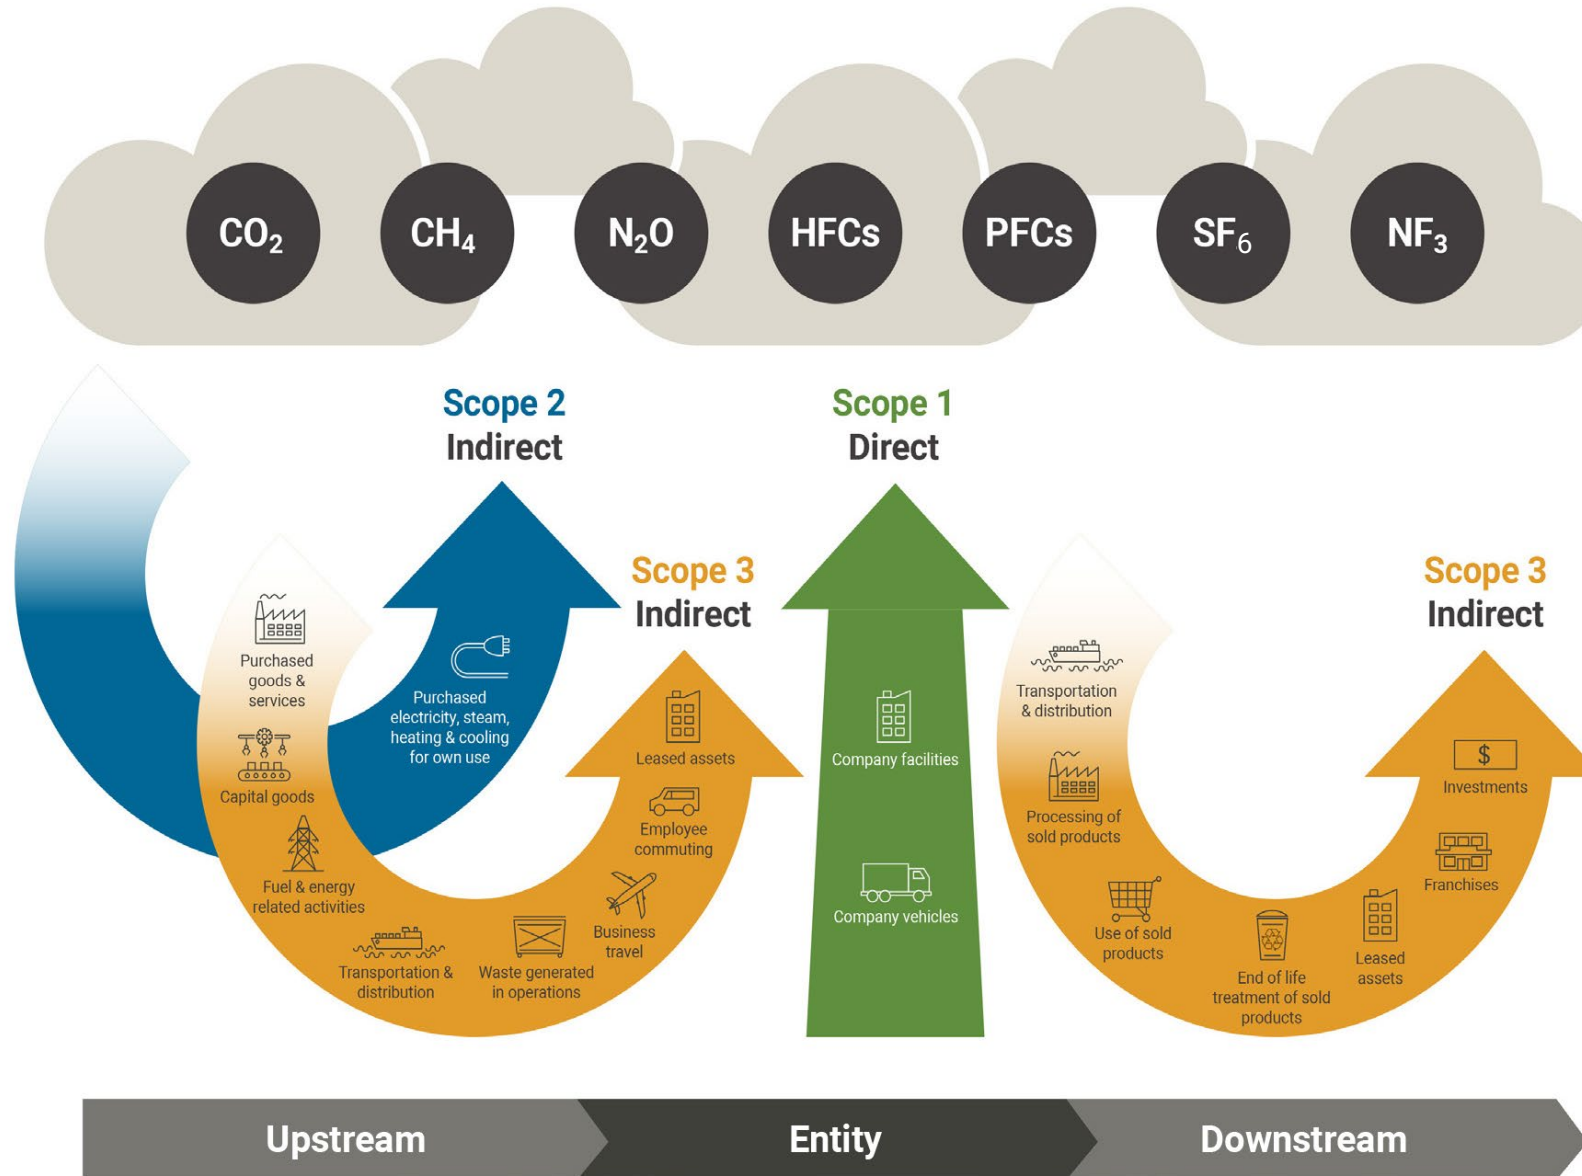 CO₂
CH₄
N₂O
HFCs
PFCs
SF₆
NF₃
Scope 2
Indirect
Purchased
electricity, steam,
heating & cooling
for own use
Scope 3
Indirect
Purchased
goods &
services
Capital goods
Fuel & energy
related activities
Transportation &
distribution
Waste generated
in operations
Business
travel
Employee
commuting
Leased assets
Scope 1
Direct
Company facilities
Company vehicles
Scope 3
Indirect
Transportation
& distribution
Processing of
sold products
Use of sold
products
End of life
treatment of sold
products
Leased
assets
Franchises
$
Investments
Upstream
Entity
Downstream